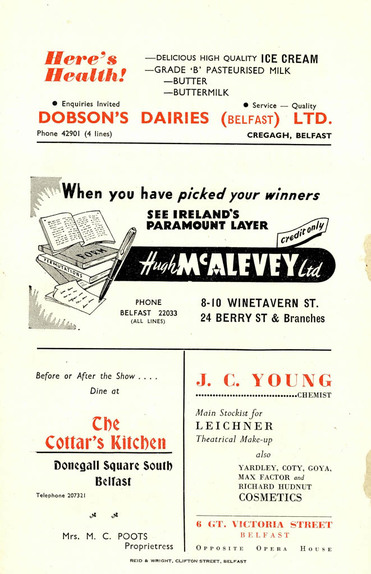 Here's Health!
—DELICIOUS HIGH QUALITY ICE CREAM
—GRADE 'B' PASTEURISED MILK
—BUTTER
—BUTTERMILK
● Enquiries Invited
● Service — Quality
DOBSON'S DAIRIES (BELFAST) LTD.
Phone 42901 (4 lines)
CREGAGH, BELFAST
When you have picked your winners
SEE IRELAND'S
PARAMOUNT LAYER
credit only
FORM
PERMUTATIONS
Hugh McALEVEY Ltd
PHONE
BELFAST 22033
(ALL LINES)
8-10 WINETAVERN ST.
24 BERRY ST & Branches
Before or After the Show ....
Dine at
The
Cottar's Kitchen
Donegall Square South
Belfast
Telephone 207321
Mrs. M. C. POOTS
Proprietress
J. C. YOUNG
CHEMIST
Main Stockist for
LEICHNER
Theatrical Make-up
also
YARDLEY, COTY, GOYA,
MAX FACTOR and
RICHARD HUDNUT
COSMETICS
6 GT. VICTORIA STREET
BELFAST
OPPOSITE OPERA HOUSE
REID & WRIGHT, CLIFTON STREET, BELFAST